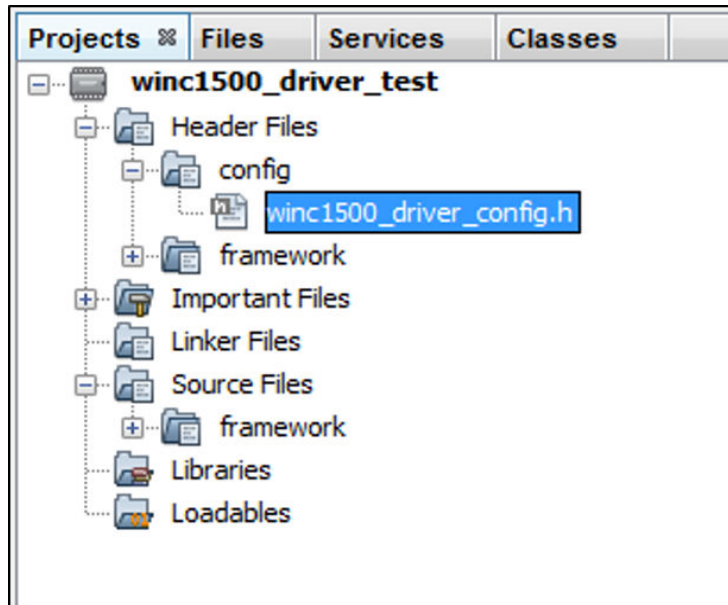 Projects Files Services Classes
winc1500_driver_test
Header Files
config
winc1500_driver_config.h
framework
Important Files
Linker Files
Source Files
framework
Libraries
Loadables